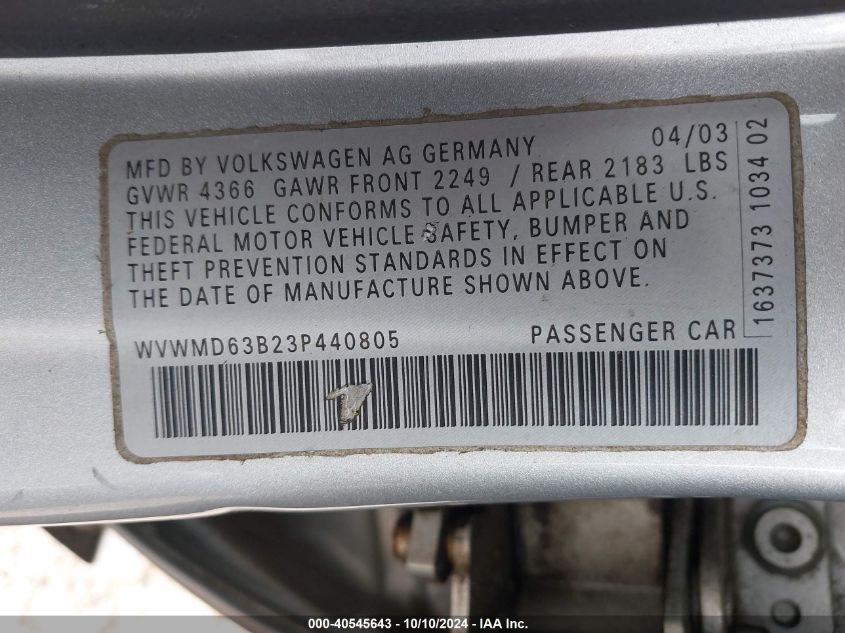 MFD BY VOLKSWAGEN AG GERMANY 04/03
GVWR 4366 GAWR FRONT 2249 / REAR 2183 LBS
THIS VEHICLE CONFORMS TO ALL APPLICABLE U.S.
FEDERAL MOTOR VEHICLE SAFETY, BUMPER AND
THEFT PREVENTION STANDARDS IN EFFECT ON
THE DATE OF MANUFACTURE SHOWN ABOVE.
WVWMD63B23P440805 PASSENGER CAR
1637373 1034 02
000-40545643 - 10/10/2024 - IAA Inc.